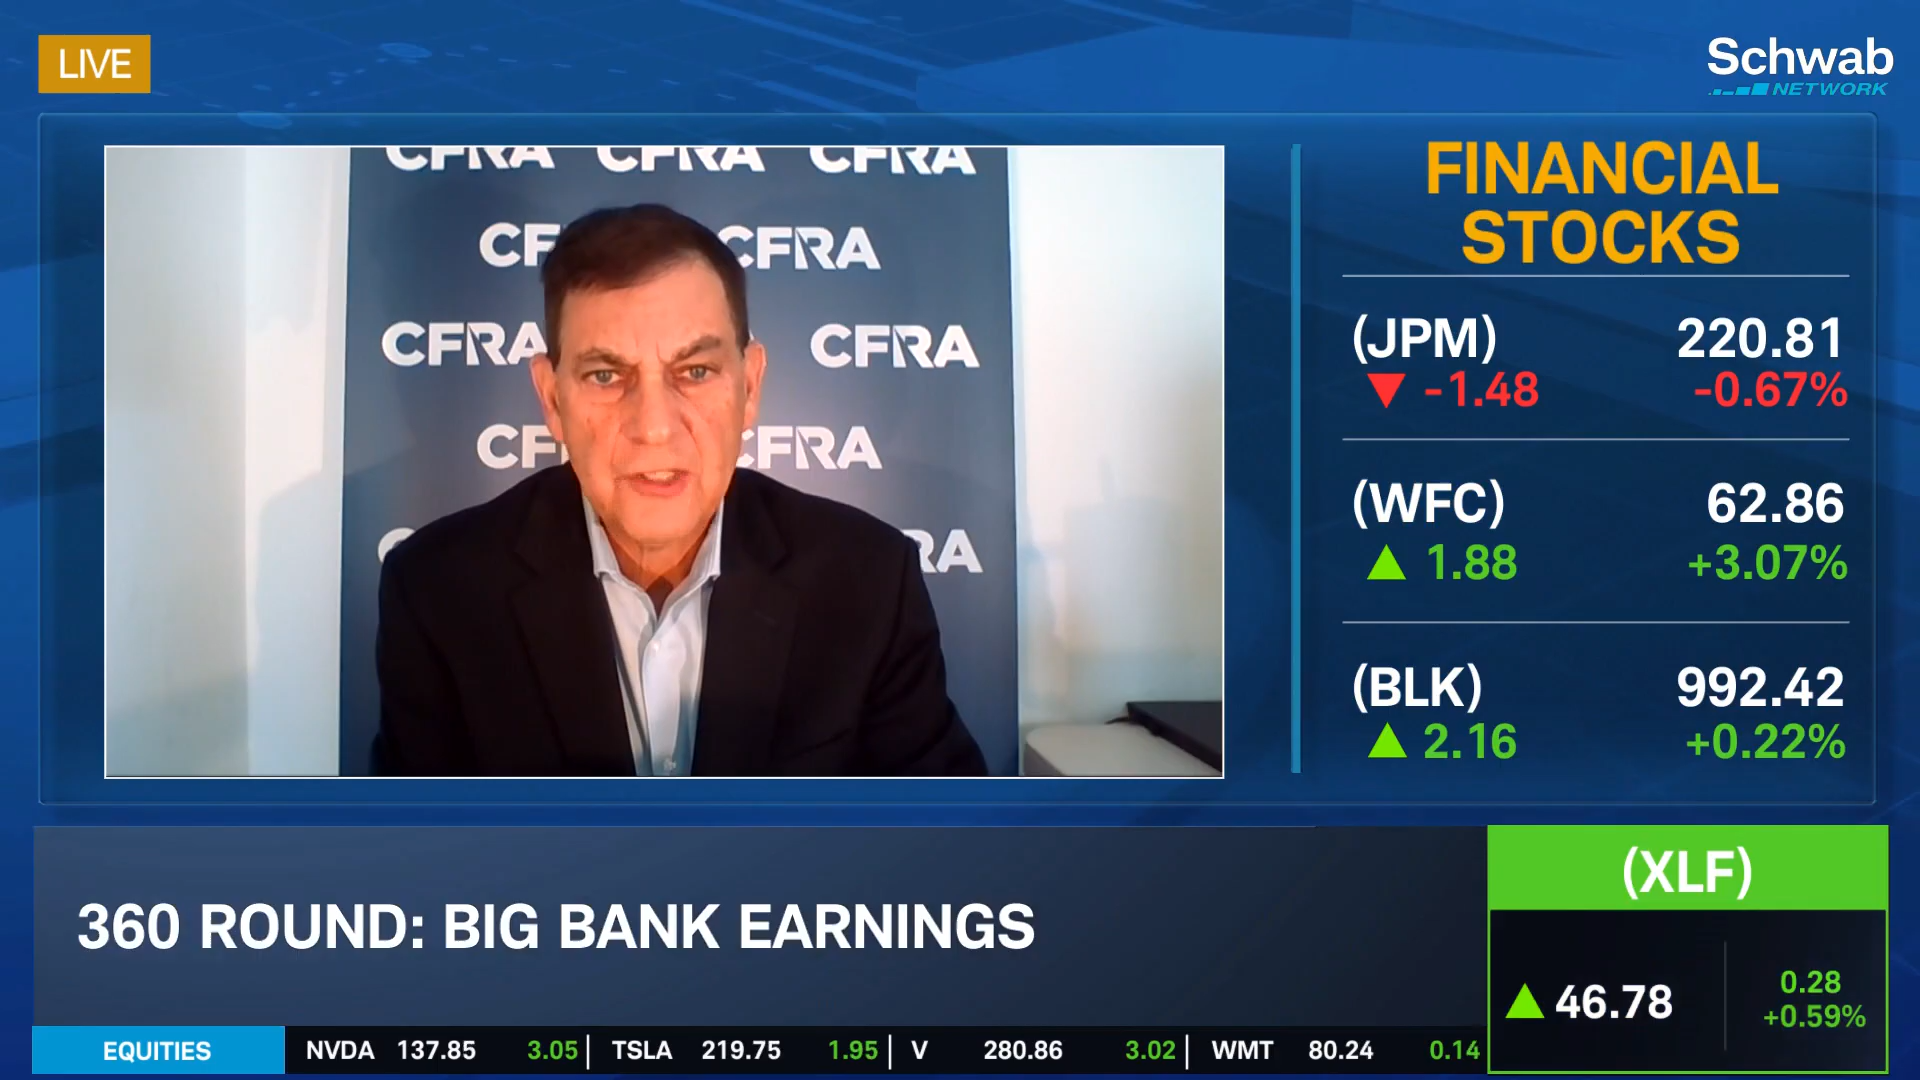 LIVE
Schwab
NETWORK
CFRA CFRA CFRA
CF CFRA
CFRA CFRA
CF CFRA
C RA
FINANCIAL
STOCKS
(JPM) 220.81
▼ -1.48 -0.67%
(WFC) 62.86
▲ 1.88 +3.07%
(BLK) 992.42
▲ 2.16 +0.22%
360 ROUND: BIG BANK EARNINGS
(XLF)
▲ 46.78
0.28
+0.59%
EQUITIES NVDA 137.85 3.05 | TSLA 219.75 1.95 | V 280.86 3.02 | WMT 80.24 0.14